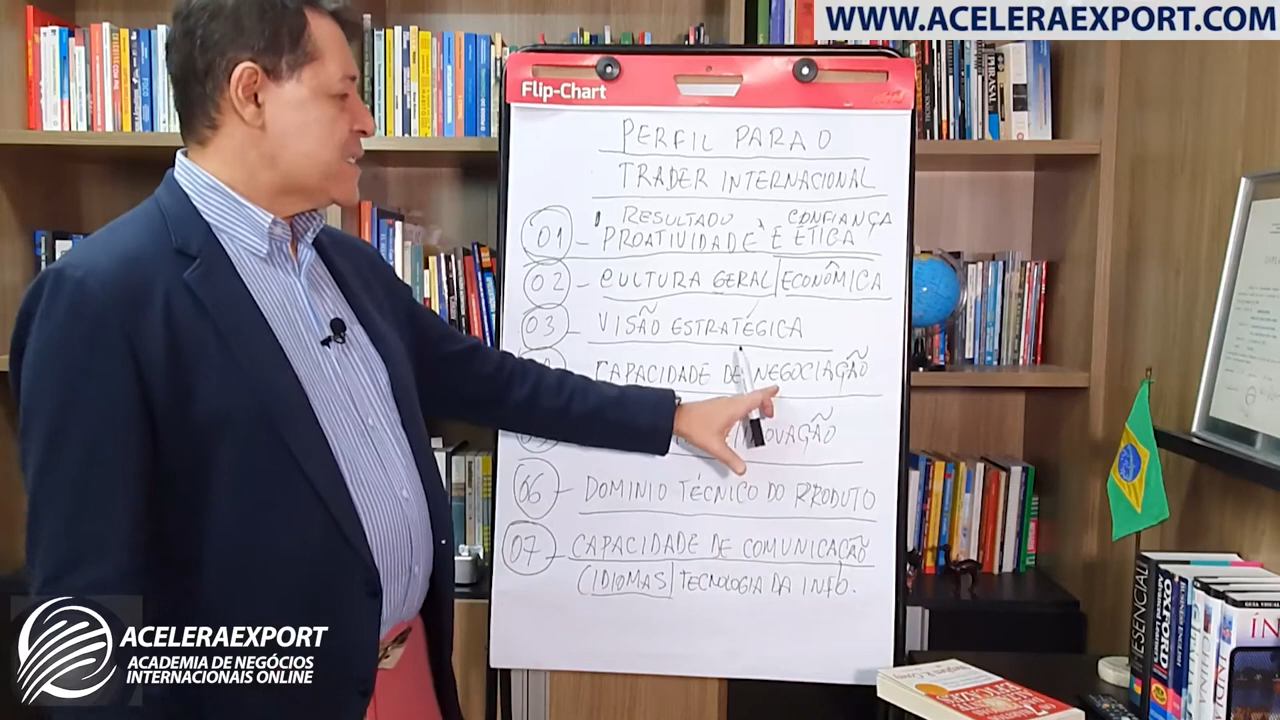 WWW.ACELERAEXPORT.COM
Flip-Chart
PERFIL PARA O
TRADER INTERNACIONAL
RESULTADO CONFIANÇA
01 - PROATIVIDADE E ÉTICA
02 - CULTURA GERAL | ECONÔMICA
03 - VISÃO ESTRATÉGICA
CAPACIDADE DE NEGOCIAÇÃO
06 - DOMINIO TÉCNICO DO PRODUTO
07 - CAPACIDADE DE COMUNICAÇÃO
(IDIOMAS | TECNOLOGIA DA INFO.
ACELERAEXPORT
ACADEMIA DE NEGÓCIOS
INTERNACIONAIS ONLINE
OXFORD